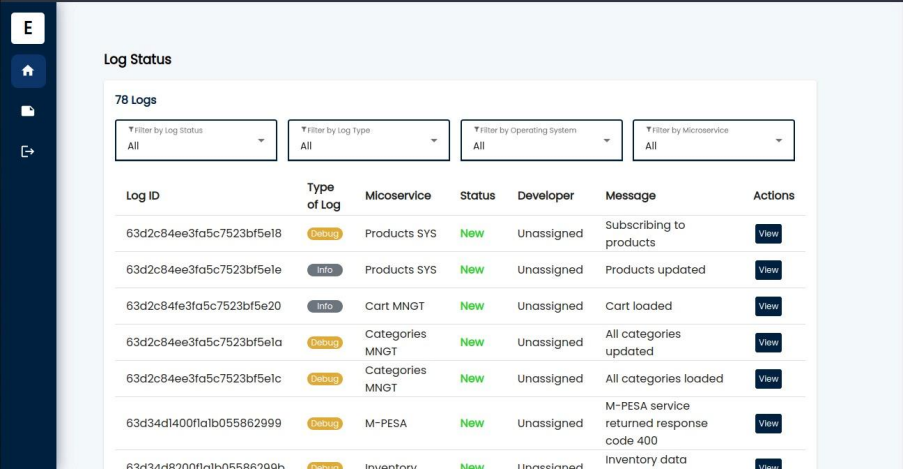 E
Log Status
78 Logs
Filter by Log Status
All
Filter by Log Type
All
Filter by Operating System
All
Filter by Microservice
All
Log ID Type of Log Micoservice Status Developer Message Actions
63d2c84ee3fa5c7523bf5e18 Debug Products SYS New Unassigned Subscribing to products View
63d2c84ee3fa5c7523bf5e1e Info Products SYS New Unassigned Products updated View
63d2c84fe3fa5c7523bf5e20 Info Cart MNGT New Unassigned Cart loaded View
63d2c84ee3fa5c7523bf5e1a Debug Categories MNGT New Unassigned All categories updated View
63d2c84ee3fa5c7523bf5e1c Debug Categories MNGT New Unassigned All categories loaded View
63d34d1400f1a1b055862999 Debug M-PESA New Unassigned M-PESA service returned response code 400 View
63d34d8200f1a1b05586299b Debug Inventory New Unassigned Inventory data View